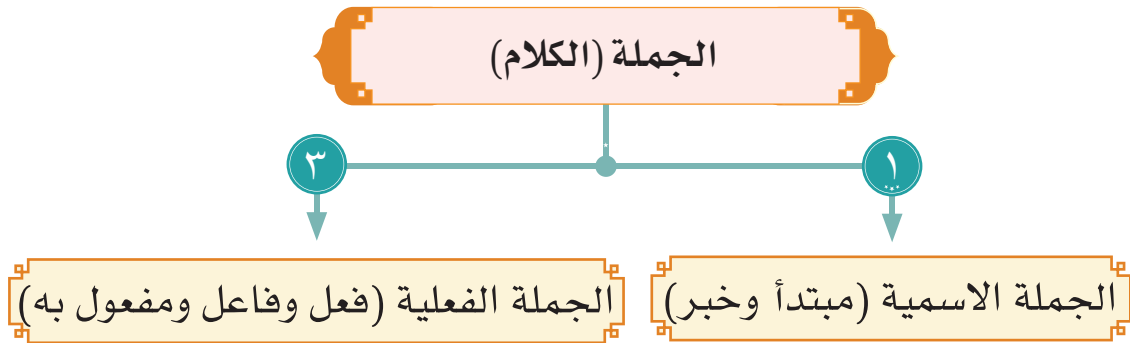 الجملة (الكلام)
١
٣
الجملة الاسمية (مبتدأ وخبر)
الجملة الفعلية (فعل وفاعل ومفعول به)